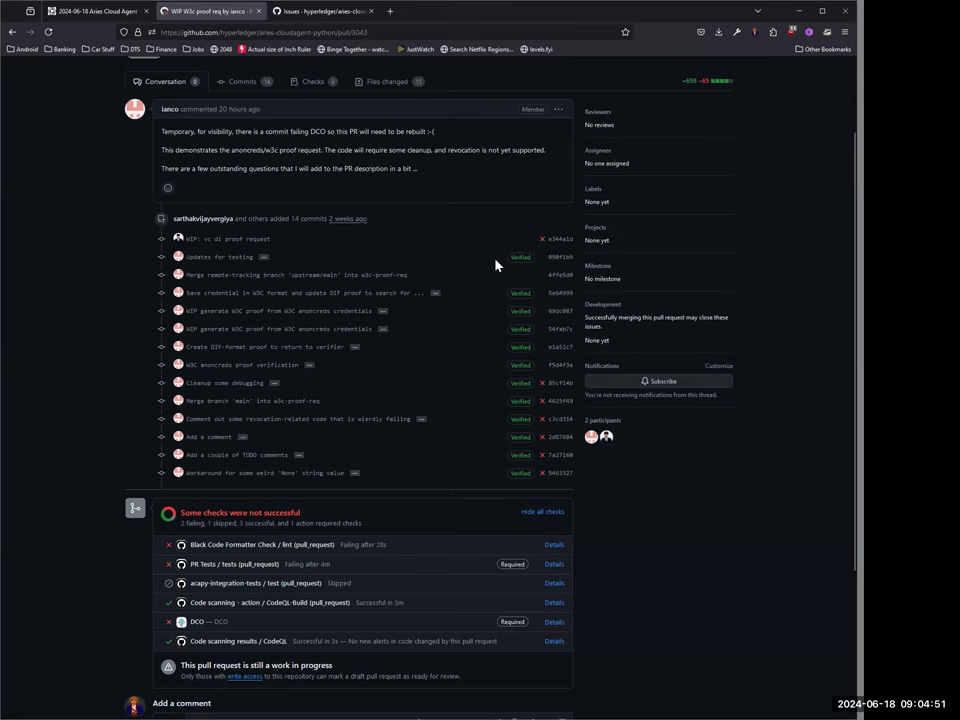 2024-06-18 Aries Cloud Agent
WIP W3c proof req by ianco
Issues · hyperledger/aries-cloud
https://github.com/hyperledger/aries-cloudagent-python/pull/3043
Android Banking Car Stuff DTS Finance Jobs 2048 Actual size of Inch Ruler Binge Together - watc... JustWatch Search Netflix Regions... levels.fyi Other Bookmarks
Conversation 0 Commits 14 Checks 6 Files changed 15 +659 −65
ianco commented 20 hours ago Member
Temporary, for visibility, there is a commit failing DCO so this PR will need to be rebuilt :-(
This demonstrates the anoncreds/w3c proof request. The code will require some cleanup, and revocation is not yet supported.
There are a few outstanding questions that I will add to the PR description in a bit ...
sarthakvijayvergiya and others added 14 commits 2 weeks ago
WIP: vc di proof request e344a1d
Updates for testing Verified 090f1b9
Merge remote-tracking branch 'upstream/main' into w3c-proof-req 4ffe5d0
Save credential in W3C format and update DIF proof to search for ... Verified 5e64999
WIP generate W3C proof from W3C anoncreds credentials Verified 69dc087
WIP generate W3C proof from W3C anoncreds credentials Verified 54fab7c
Create DIF-format proof to return to verifier Verified e1a52c7
W3C anoncreds proof verification Verified f5d4f3e
Cleanup some debugging Verified 85cf14b
Merge branch 'main' into w3c-proof-req Verified 4625f49
Comment out some revocation-related code that is wierdly failing Verified c3cd314
Add a comment Verified 2d87684
Add a couple of TODO comments Verified 7a27160
Workaround for some weird 'None' string value Verified 5463327
Some checks were not successful Hide all checks
2 failing, 1 skipped, 3 successful, and 1 action required checks
Black Code Formatter Check / lint (pull_request) Failing after 28s Details
PR Tests / tests (pull_request) Failing after 4m Required Details
acapy-integration-tests / test (pull_request) Skipped Details
Code scanning - action / CodeQL-Build (pull_request) Successful in 3m Details
DCO — DCO Required Details
Code scanning results / CodeQL Successful in 3s — No new alerts in code changed by this pull request Details
This pull request is still a work in progress
Only those with write access to this repository can mark a draft pull request as ready for review.
Add a comment
Reviewers
No reviews
Assignees
No one assigned
Labels
None yet
Projects
None yet
Milestone
No milestone
Development
Successfully merging this pull request may close these
issues.
None yet
Notifications Customize
Subscribe
You're not receiving notifications from this thread.
2 participants
2024-06-18 09:04:51